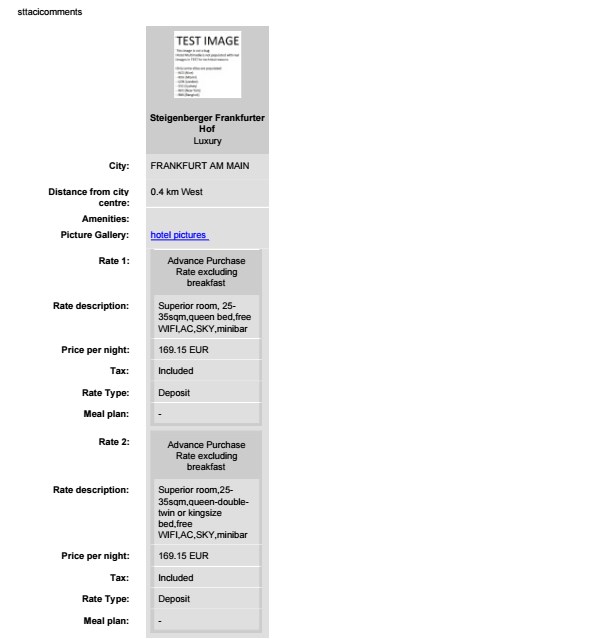 sttacicomments
TEST IMAGE
Steigenberger Frankfurter
Hof
Luxury
City: FRANKFURT AM MAIN
Distance from city
centre: 0.4 km West
Amenities:
Picture Gallery: hotel pictures
Rate 1: Advance Purchase
Rate excluding
breakfast
Rate description: Superior room, 25-
35sqm,queen bed,free
WIFI,AC,SKY,minibar
Price per night: 169.15 EUR
Tax: Included
Rate Type: Deposit
Meal plan: -
Rate 2: Advance Purchase
Rate excluding
breakfast
Rate description: Superior room,25-
35sqm,queen-double-
twin or kingsize
bed,free
WIFI,AC,SKY,minibar
Price per night: 169.15 EUR
Tax: Included
Rate Type: Deposit
Meal plan: -